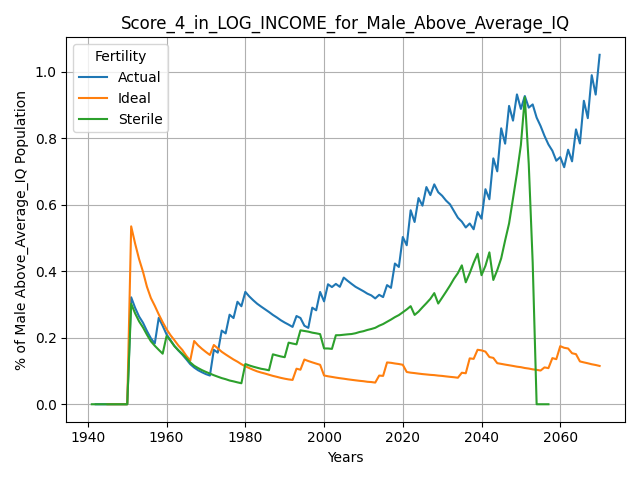 Score_4_in_LOG_INCOME_for_Male_Above_Average_IQ
Fertility
Actual
Ideal
Sterile
% of Male Above_Average_IQ Population
1.0
0.8
0.6
0.4
0.2
0.0
1940 1960 1980 2000 2020 2040 2060
Years